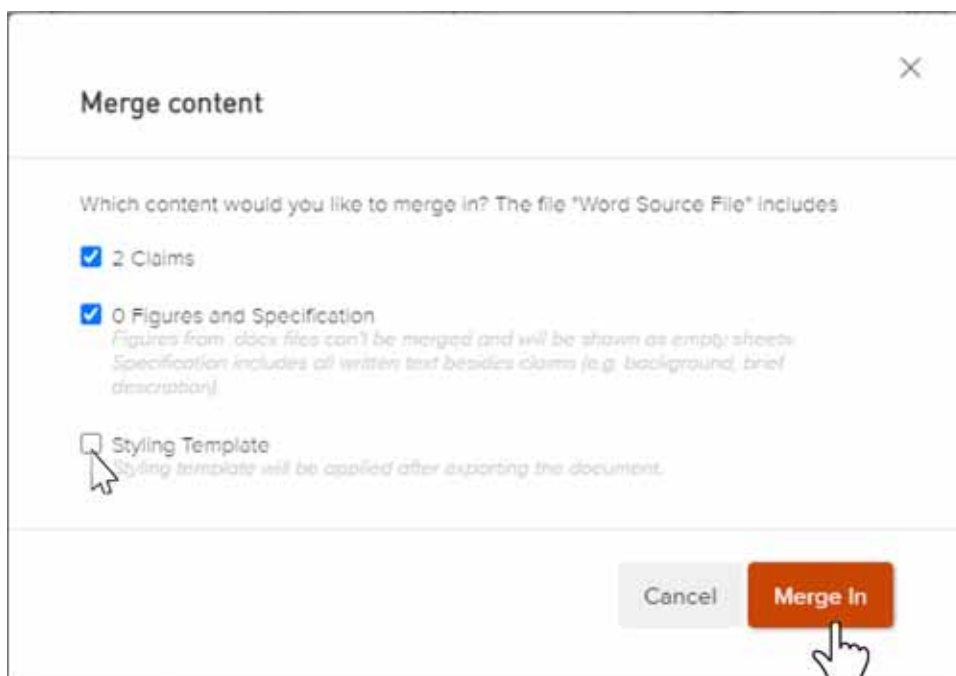 Merge content
Which content would you like to merge in? The file "Word Source File" includes
2 Claims
0 Figures and Specification
Figures from .docx files can't be merged and will be shown as empty sheets.
Specification includes all written text besides claims (e.g. background, brief
description).
Styling Template
Styling template will be applied after exporting the document.
Cancel
Merge In